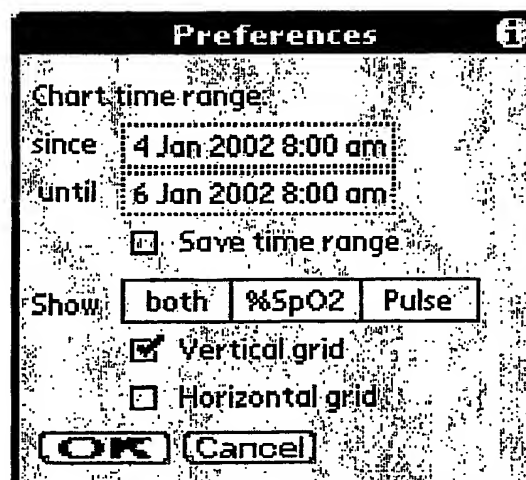 Preferences i
Chart time range:
since 4 Jan 2002 8:00 am
until 6 Jan 2002 8:00 am
Save time range
Show both %SpO2 Pulse
Vertical grid
Horizontal grid
OK Cancel